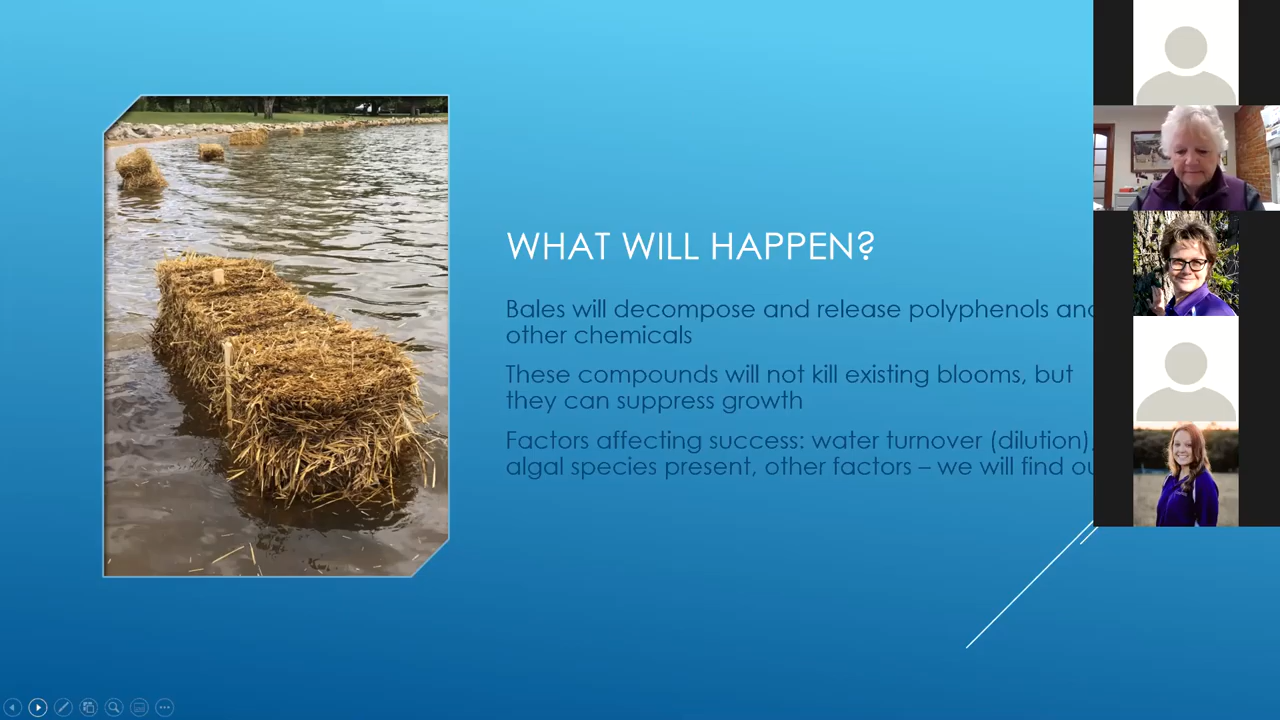 WHAT WILL HAPPEN?
Bales will decompose and release polyphenols and
other chemicals
These compounds will not kill existing blooms, but
they can suppress growth
Factors affecting success: water turnover (dilution),
algal species present, other factors – we will find ou